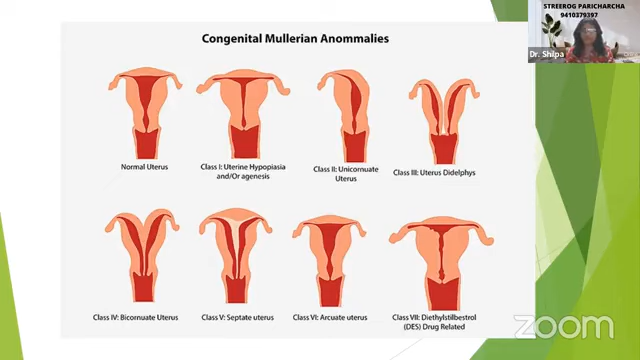 STREEROG PARICHARCHA
9410379397
Dr. Shilpa
Congenital Mullerian Anommalies
Normal Uterus
Class I: Uterine Hypopiasia
and/Or agenesis
Class II: Unicornuate
Uterus
Class III: Uterus Didelphys
Class IV: Bicornuate Uterus
Class V: Septate uterus
Class VI: Arcuate uterus
Class VII: Diethylstilbestrol
(DES) Drug Related
zoom